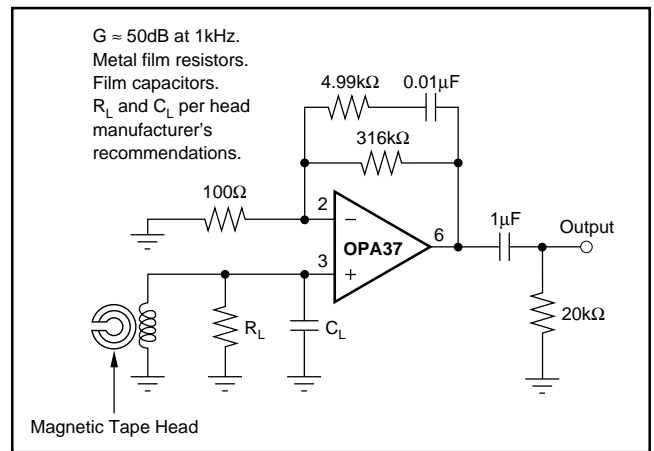 G ≈ 50dB at 1kHz.
Metal film resistors.
Film capacitors.
R_L and C_L per head
manufacturer's
recommendations.
4.99kΩ
0.01µF
316kΩ
100Ω
2
−
OPA37
6
3
+
1µF
Output
R_L
C_L
20kΩ
Magnetic Tape Head